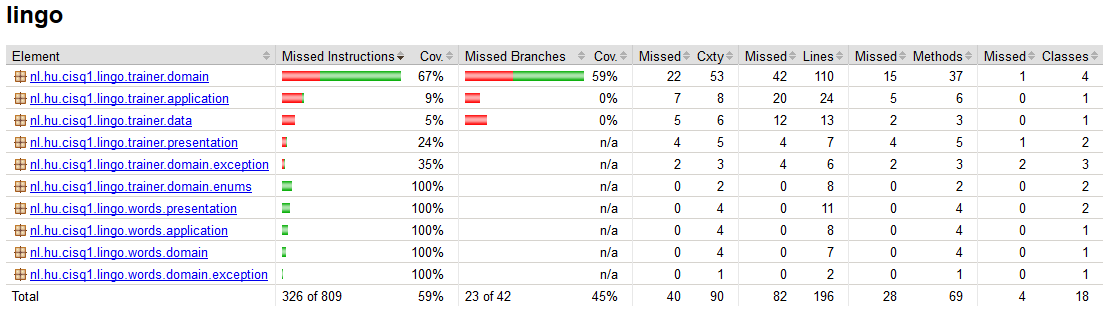 lingo
Element Missed Instructions Cov. Missed Branches Cov. Missed Cxty Missed Lines Missed Methods Missed Classes
nl.hu.cisq1.lingo.trainer.domain 67% 59% 22 53 42 110 15 37 1 4
nl.hu.cisq1.lingo.trainer.application 9% 0% 7 8 20 24 5 6 0 1
nl.hu.cisq1.lingo.trainer.data 5% 0% 5 6 12 13 2 3 0 1
nl.hu.cisq1.lingo.trainer.presentation 24% n/a 4 5 4 7 4 5 1 2
nl.hu.cisq1.lingo.trainer.domain.exception 35% n/a 2 3 4 6 2 3 2 3
nl.hu.cisq1.lingo.trainer.domain.enums 100% n/a 0 2 0 8 0 2 0 2
nl.hu.cisq1.lingo.words.presentation 100% n/a 0 4 0 11 0 4 0 2
nl.hu.cisq1.lingo.words.application 100% n/a 0 4 0 8 0 4 0 1
nl.hu.cisq1.lingo.words.domain 100% n/a 0 4 0 7 0 4 0 1
nl.hu.cisq1.lingo.words.domain.exception 100% n/a 0 1 0 2 0 1 0 1
Total 326 of 809 59% 23 of 42 45% 40 90 82 196 28 69 4 18